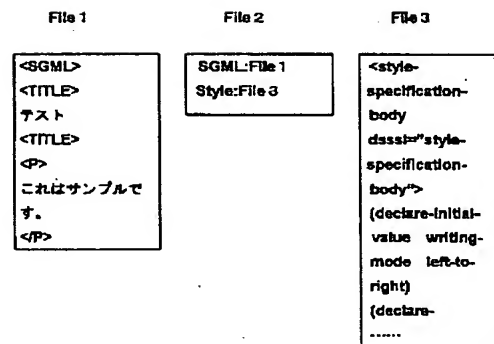 File 1
<SGML>
<TITLE>
テスト
<TITLE>
<P>
これはサンプルで
す。
</P>
File 2
SGML:File 1
Style:File 3
File 3
<style-
specification-
body
dsssl="style-
specification-
body">
(declare-initial-
value writing-
mode left-to-
right)
(declare-
......